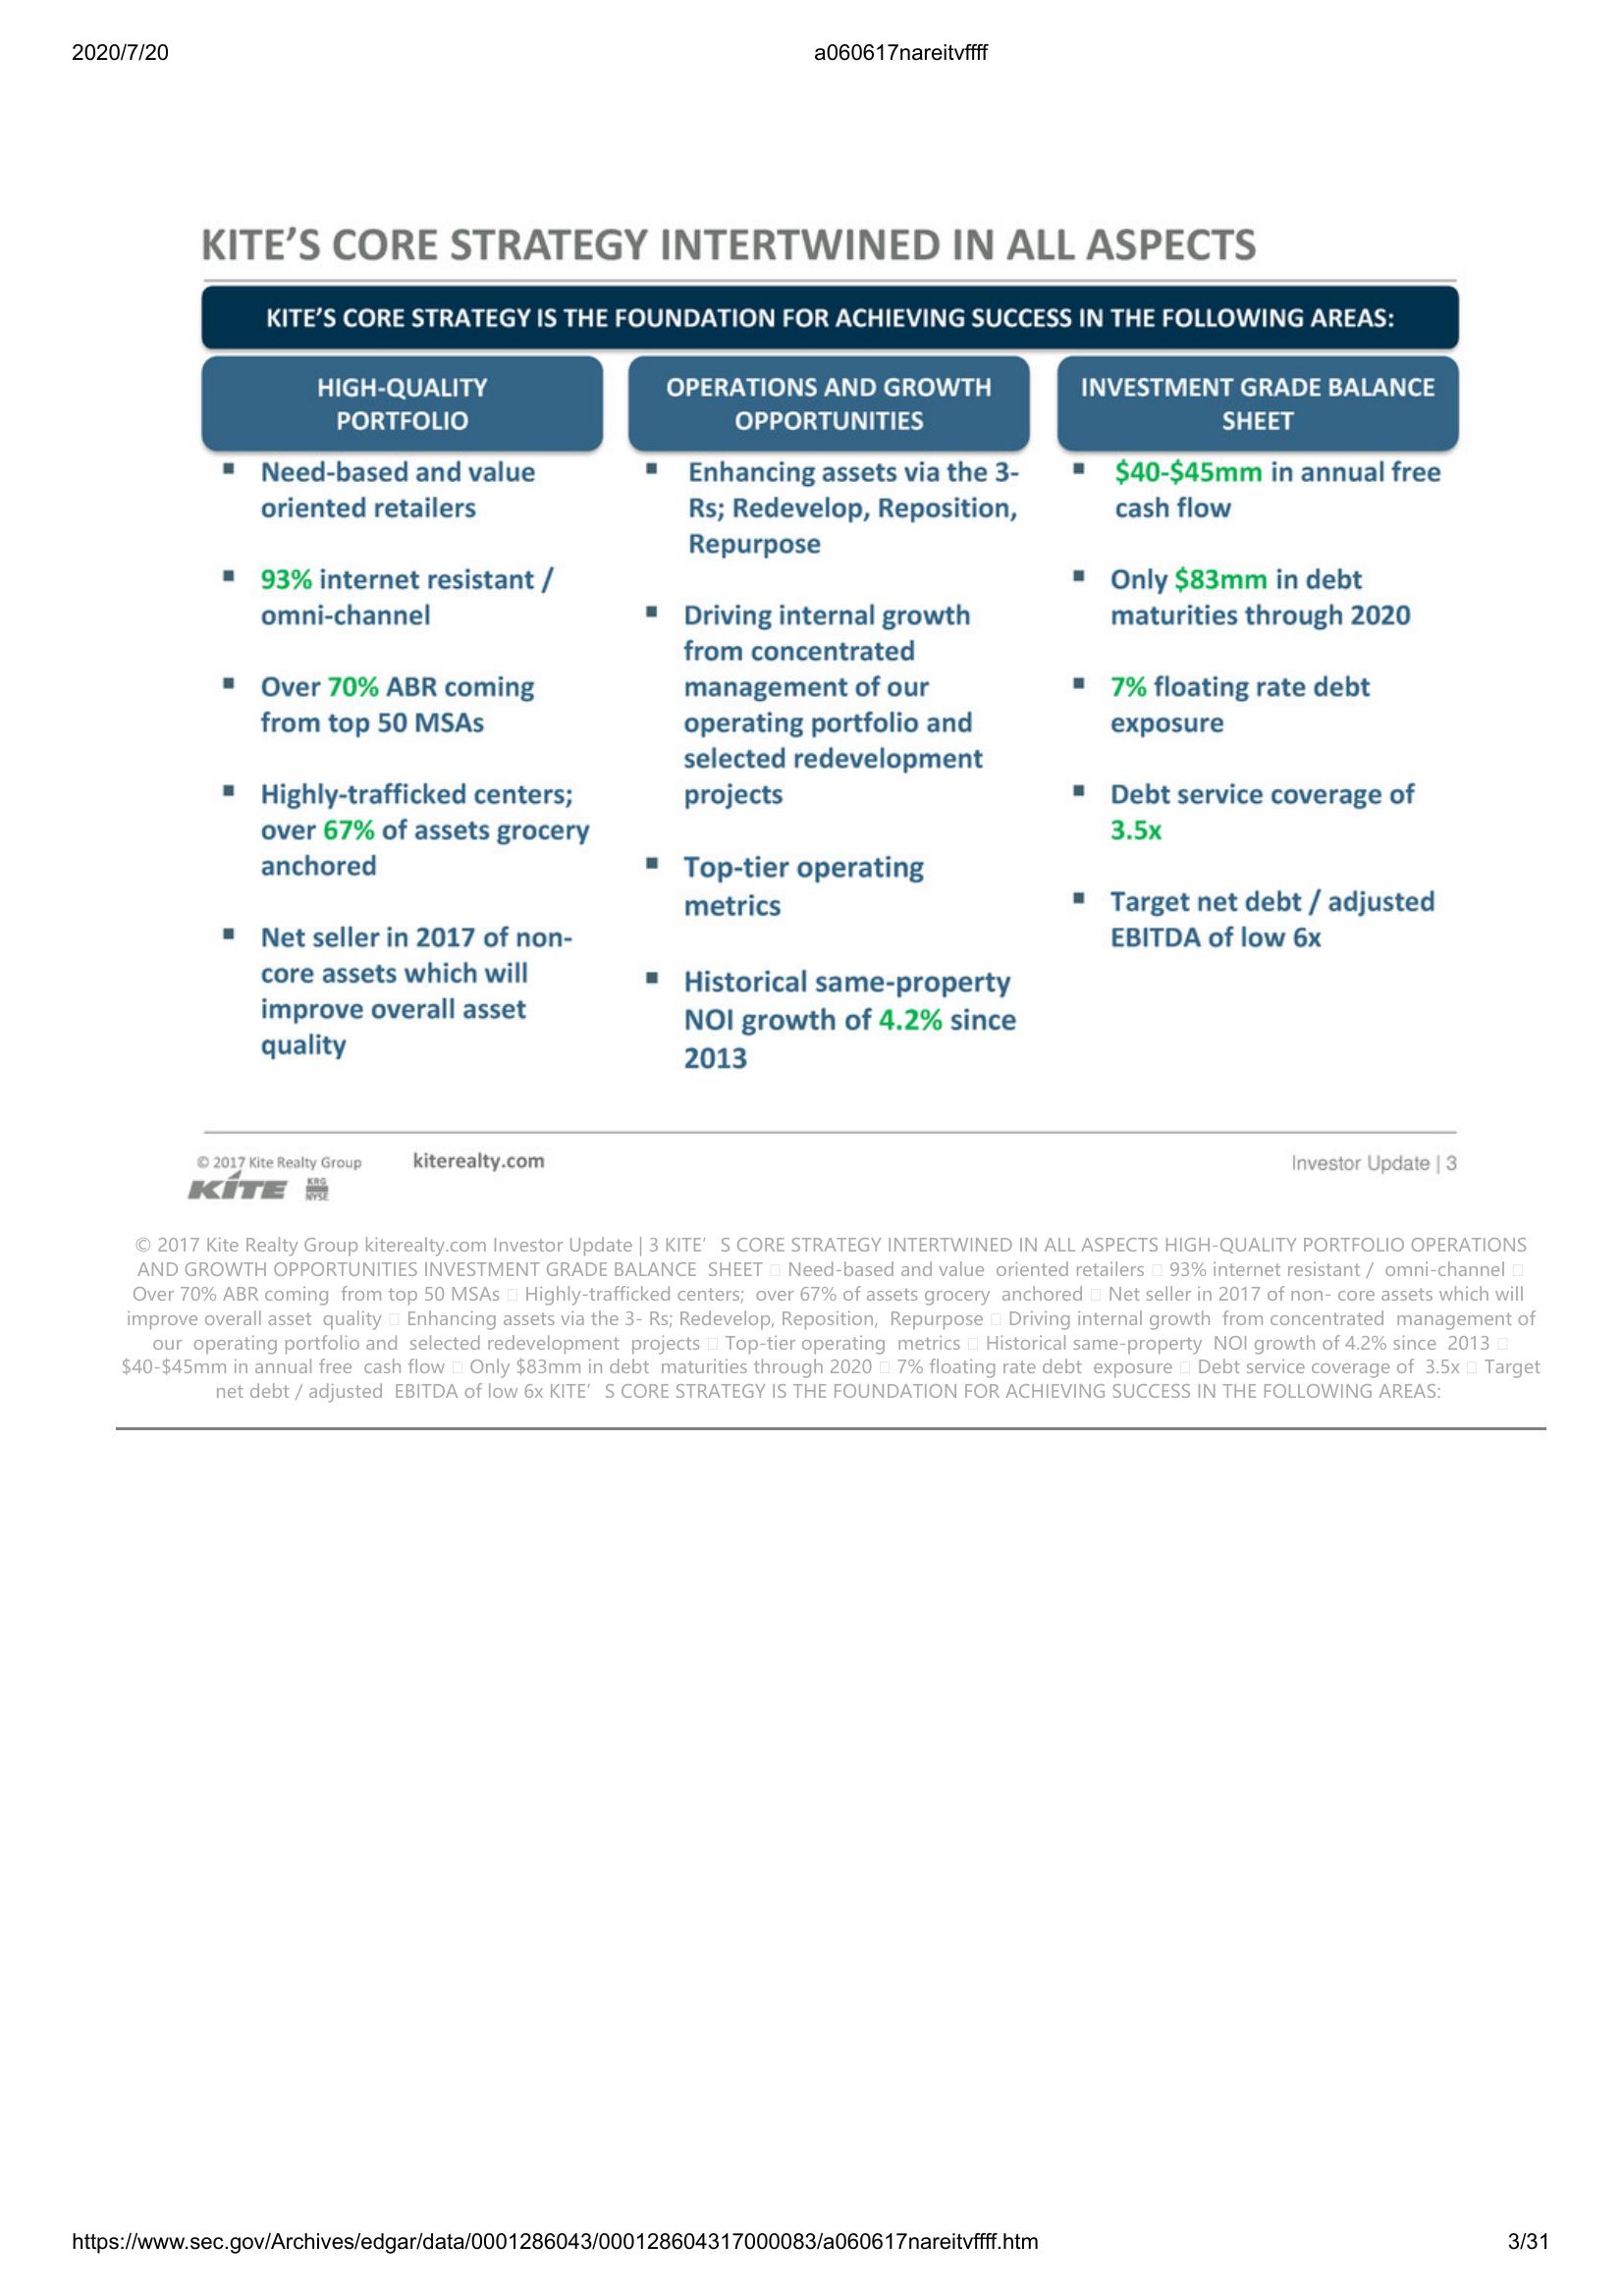 2020/7/20
a060617nareitvffff
KITE'S CORE STRATEGY INTERTWINED IN ALL ASPECTS
KITE'S CORE STRATEGY IS THE FOUNDATION FOR ACHIEVING SUCCESS IN THE FOLLOWING AREAS:
HIGH-QUALITY
PORTFOLIO
▪ Need-based and value
oriented retailers
▪ 93% internet resistant /
omni-channel
▪ Over 70% ABR coming
from top 50 MSAs
▪ Highly-trafficked centers;
over 67% of assets grocery
anchored
▪ Net seller in 2017 of non-
core assets which will
improve overall asset
quality
OPERATIONS AND GROWTH
OPPORTUNITIES
▪ Enhancing assets via the 3-
Rs; Redevelop, Reposition,
Repurpose
▪ Driving internal growth
from concentrated
management of our
operating portfolio and
selected redevelopment
projects
▪ Top-tier operating
metrics
▪ Historical same-property
NOI growth of 4.2% since
2013
INVESTMENT GRADE BALANCE
SHEET
▪ $40-$45mm in annual free
cash flow
▪ Only $83mm in debt
maturities through 2020
▪ 7% floating rate debt
exposure
▪ Debt service coverage of
3.5x
▪ Target net debt / adjusted
EBITDA of low 6x
© 2017 Kite Realty Group
kiterealty.com
Investor Update | 3
KITE
KRG
NYSE
© 2017 Kite Realty Group kiterealty.com Investor Update | 3 KITE' S CORE STRATEGY INTERTWINED IN ALL ASPECTS HIGH-QUALITY PORTFOLIO OPERATIONS
AND GROWTH OPPORTUNITIES INVESTMENT GRADE BALANCE SHEET □ Need-based and value oriented retailers □ 93% internet resistant / omni-channel □
Over 70% ABR coming from top 50 MSAs □ Highly-trafficked centers; over 67% of assets grocery anchored □ Net seller in 2017 of non- core assets which will
improve overall asset quality □ Enhancing assets via the 3- Rs; Redevelop, Reposition, Repurpose □ Driving internal growth from concentrated management of
our operating portfolio and selected redevelopment projects □ Top-tier operating metrics □ Historical same-property NOI growth of 4.2% since 2013 □
$40-$45mm in annual free cash flow □ Only $83mm in debt maturities through 2020 □ 7% floating rate debt exposure □ Debt service coverage of 3.5x □ Target
net debt / adjusted EBITDA of low 6x KITE' S CORE STRATEGY IS THE FOUNDATION FOR ACHIEVING SUCCESS IN THE FOLLOWING AREAS:
https://www.sec.gov/Archives/edgar/data/0001286043/000128604317000083/a060617nareitvffff.htm
3/31